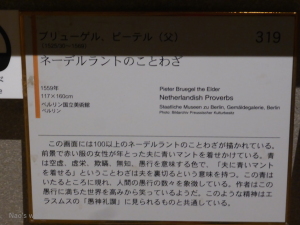 ブリューゲル、ピーテル（父）
319
ネーデルラントのことわざ
1559年
117×160cm
ベルリン国立美術館
ベルリン
Pieter Bruegel the Elder
Netherlandish Proverbs
Staatliche Museen zu Berlin, Gemäldegalerie, Berlin
この画面には100以上のネーデルラントのことわざが描かれている。
前景で赤い服の女性が年とった夫に青いマントを着せかけている。青
は空虚、虚栄、欺瞞、無知、愚行を意味する色で、「夫に青いマント
を着せる」ということわざは夫を裏切るという意味を持つ。この青は
いたるところに現れ、人間の愚行の数々を象徴している。作者はこの
愚行に満ちた世界を高みから笑っているようだ。このような精神はエ
ラスムスの「愚神礼讃」に見られるものと共通している。